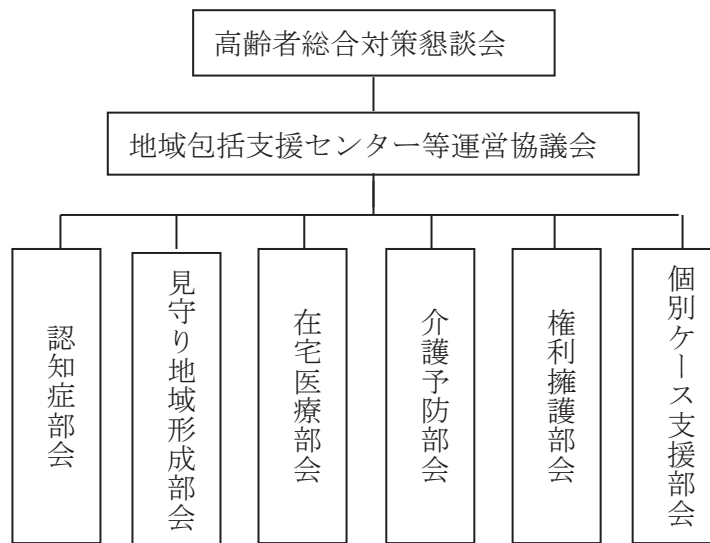 高齢者総合対策懇談会
地域包括支援センター等運営協議会
認知症部会
見守り地域形成部会
在宅医療部会
介護予防部会
権利擁護部会
個別ケース支援部会